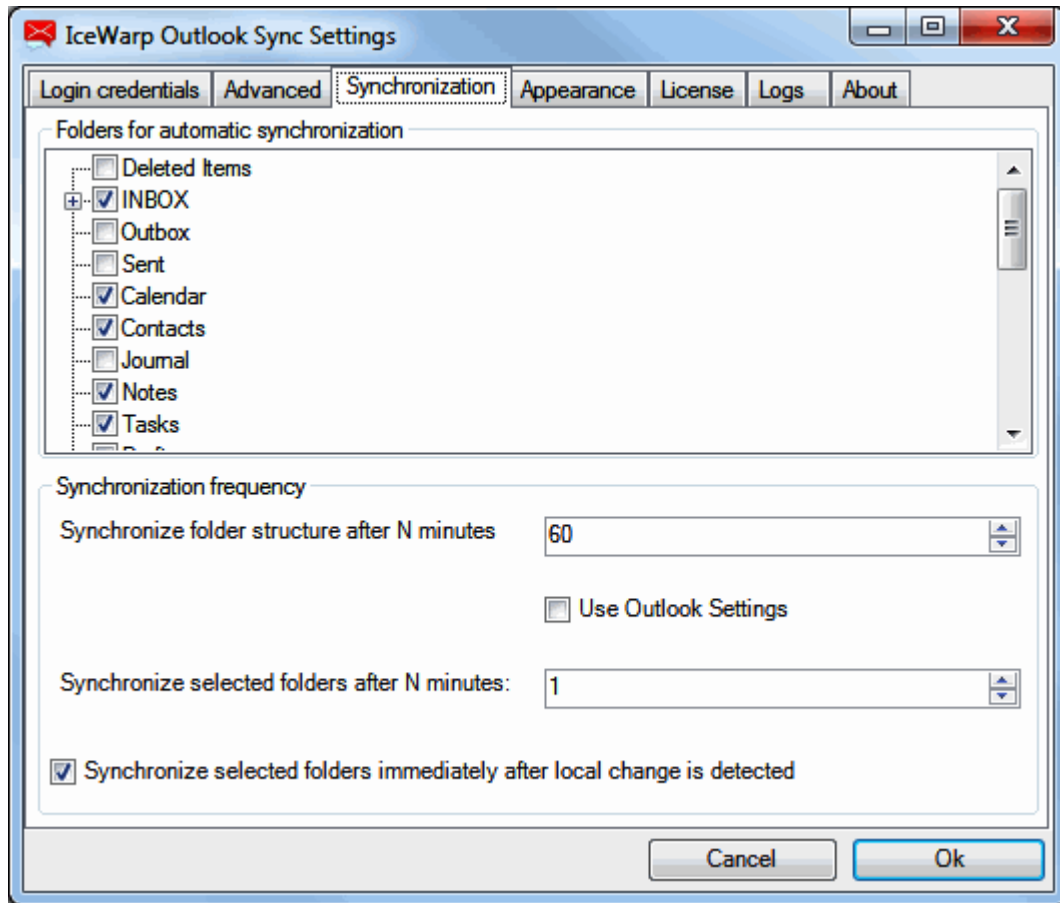 IceWarp Outlook Sync Settings
Login credentials Advanced Synchronization Appearance License Logs About
Folders for automatic synchronization
Deleted Items
INBOX
Outbox
Sent
Calendar
Contacts
Journal
Notes
Tasks
Synchronization frequency
Synchronize folder structure after N minutes 60
Use Outlook Settings
Synchronize selected folders after N minutes: 1
Synchronize selected folders immediately after local change is detected
Cancel Ok